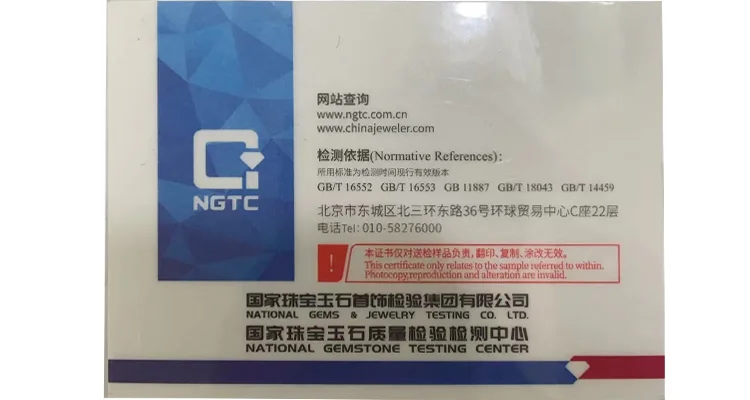 NGTC
网站查询
www.ngtc.com.cn
www.chinajeweler.com
检测依据(Normative References):
所用标准为检测时间现行有效版本
GB/T 16552 GB/T 16553 GB 11887 GB/T 18043 GB/T 14459
北京市东城区北三环东路36号环球贸易中心C座22层
电话Tel: 010-58276000
!
本证书仅对送检样品负责,翻印、复制、涂改无效。
This certificate only relates to the sample referred to within.
Photocopy,reproduction and alteration are invalid.
国家珠宝玉石首饰检验集团有限公司
NATIONAL GEMS & JEWELRY TESTING CO. LTD.
国家珠宝玉石质量检验检测中心
NATIONAL GEMSTONE TESTING CENTER